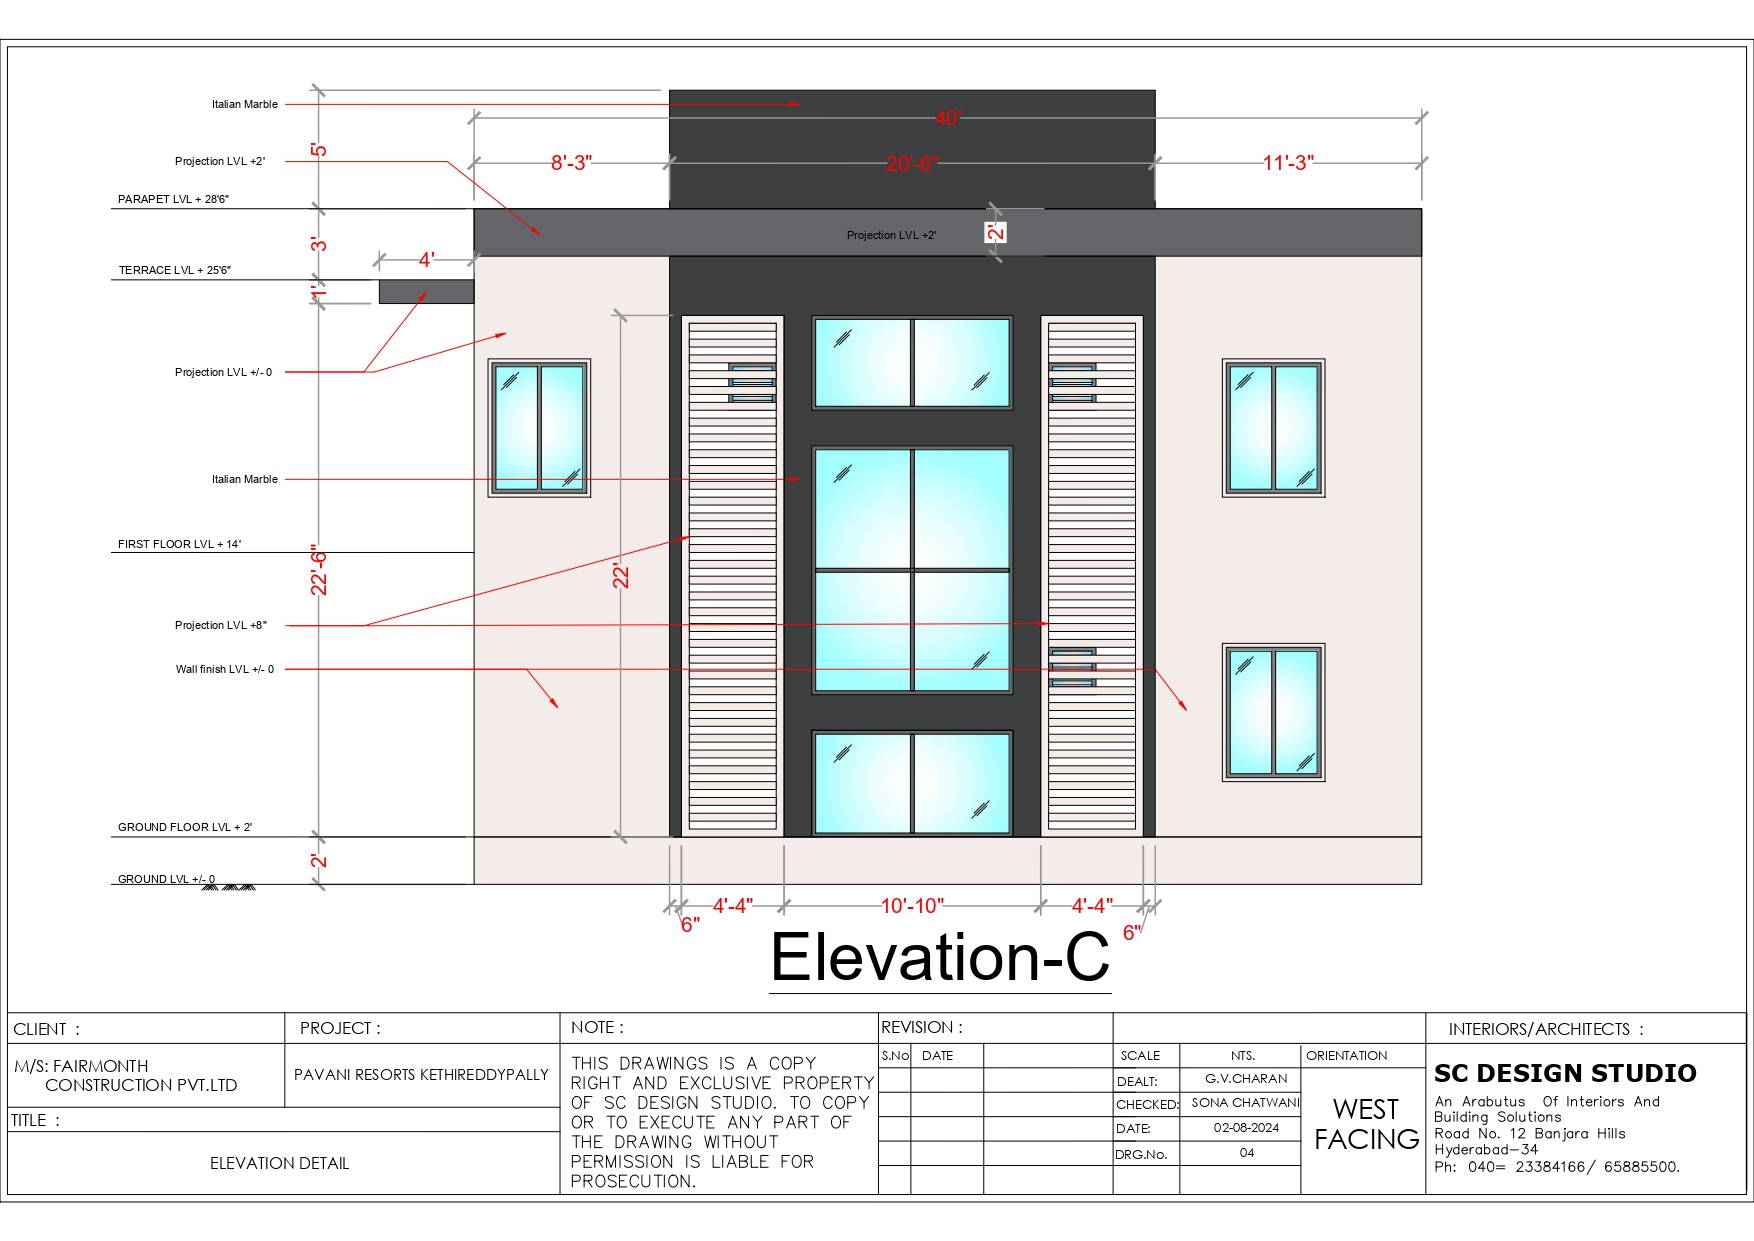 Italian Marble
40'
5'
Projection LVL +2'
8'-3"
20'-6"
11'-3"
PARAPET LVL + 28'6"
3'
Projection LVL +2'
2'
4'
TERRACE LVL + 25'6"
1'
Projection LVL +/- 0
Italian Marble
FIRST FLOOR LVL + 14'
22'-6"
22'
Projection LVL +8"
Wall finish LVL +/- 0
GROUND FLOOR LVL + 2'
2'
GROUND LVL +/- 0
6"
4'-4"
10'-10"
4'-4"
6"
Elevation-C
CLIENT :
M/S: FAIRMONTH
CONSTRUCTION PVT.LTD
PROJECT :
PAVANI RESORTS KETHIREDDYPALLY
TITLE :
ELEVATION DETAIL
NOTE :
THIS DRAWINGS IS A COPY
RIGHT AND EXCLUSIVE PROPERTY
OF SC DESIGN STUDIO. TO COPY
OR TO EXECUTE ANY PART OF
THE DRAWING WITHOUT
PERMISSION IS LIABLE FOR
PROSECUTION.
REVISION :
S.No DATE
SCALE NTS.
DEALT: G.V.CHARAN
CHECKED: SONA CHATWANI
DATE: 02-08-2024
DRG.No. 04
ORIENTATION
WEST
FACING
INTERIORS/ARCHITECTS :
SC DESIGN STUDIO
An Arabutus Of Interiors And
Building Solutions
Road No. 12 Banjara Hills
Hyderabad-34
Ph: 040= 23384166/ 65885500.